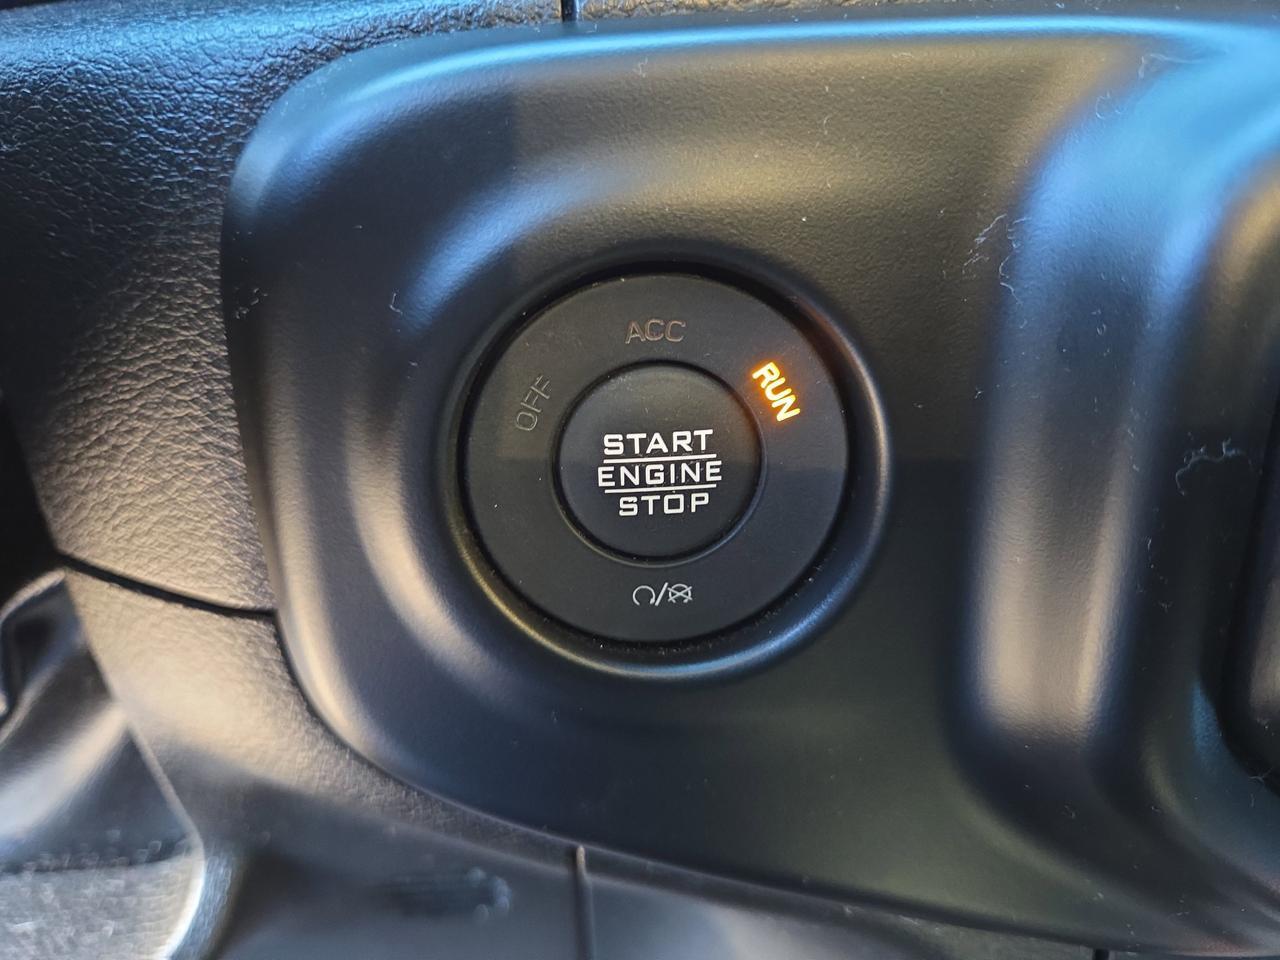 ACC
OFF
RUN
START
ENGINE
STOP